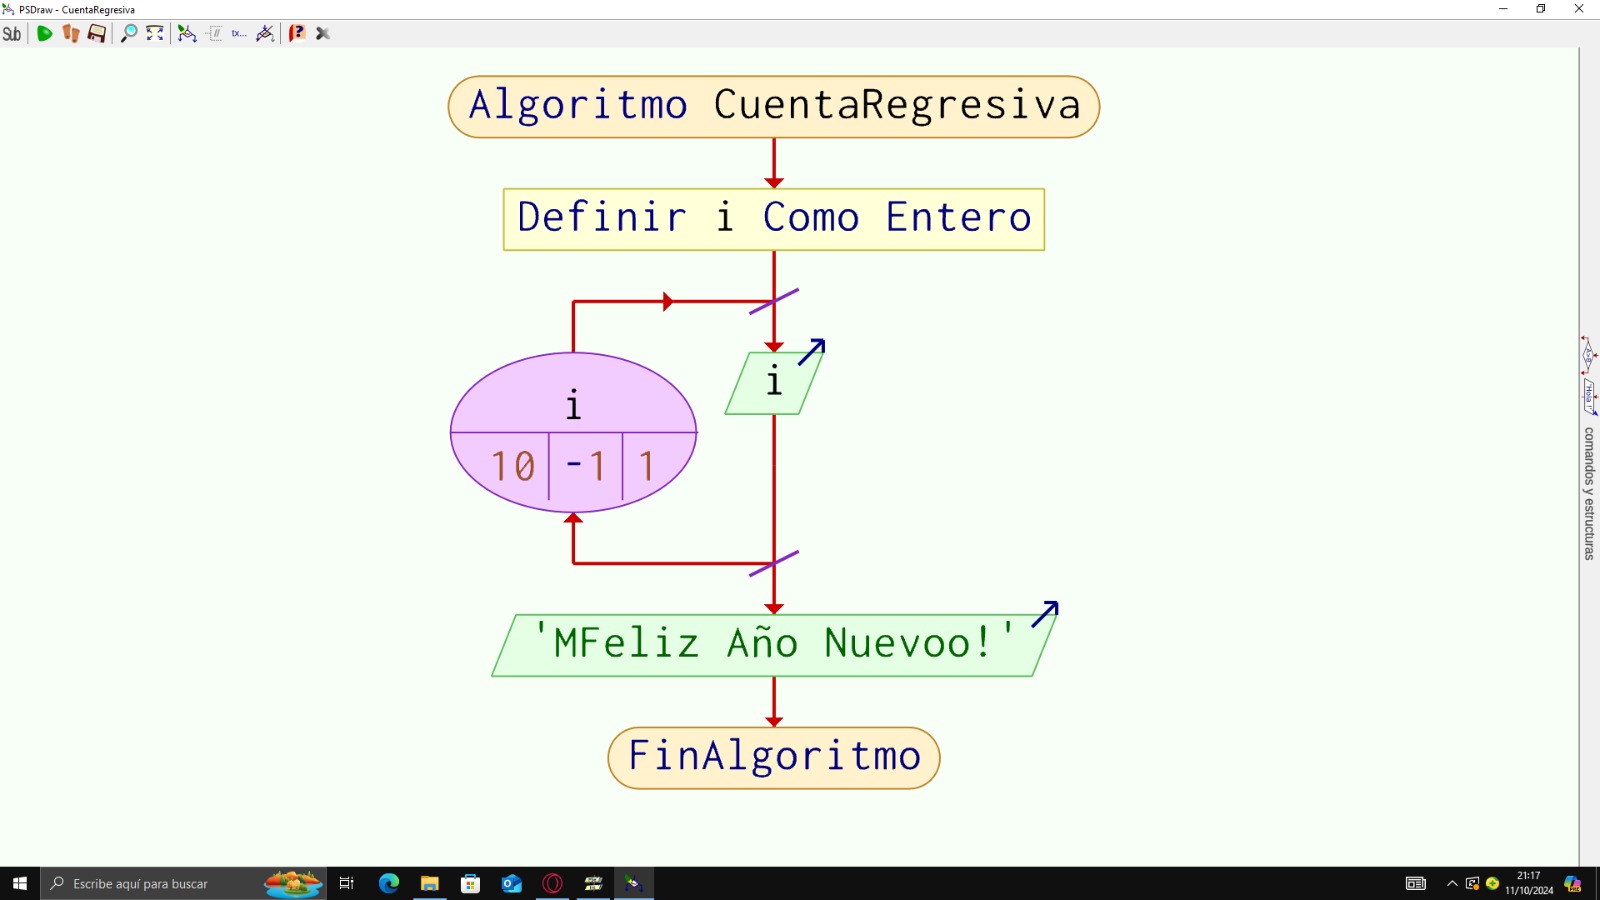 PSDraw - CuentaRegresiva
Sub
tx...
Algoritmo CuentaRegresiva
Definir i Como Entero
i
i
10 -1 1
'MFeliz Año Nuevoo!'
FinAlgoritmo
comandos y estructuras
Escribe aquí para buscar
21:17
11/10/2024